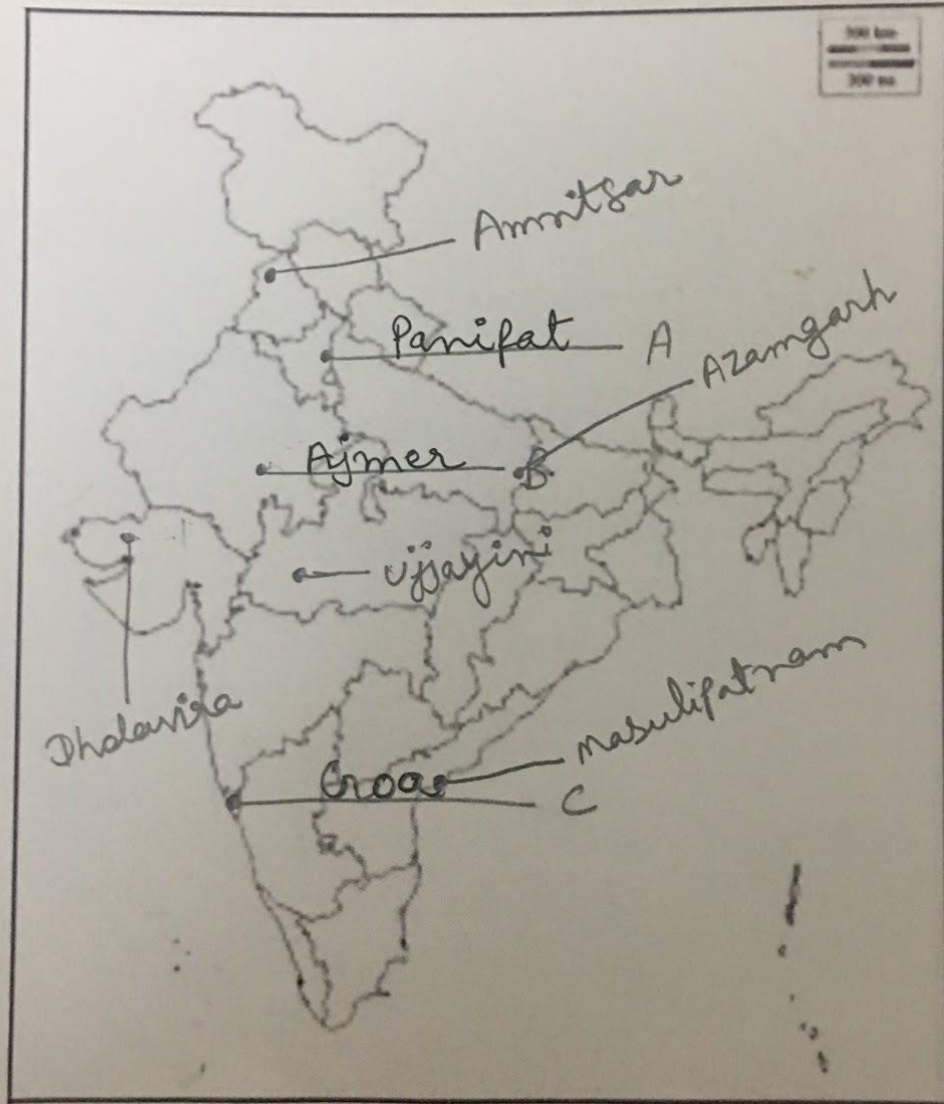 Amritsar
Panipat A
Azamgarh
Ajmer B
Ujjayini
Dholavira
Masulipatnam
Goa
C